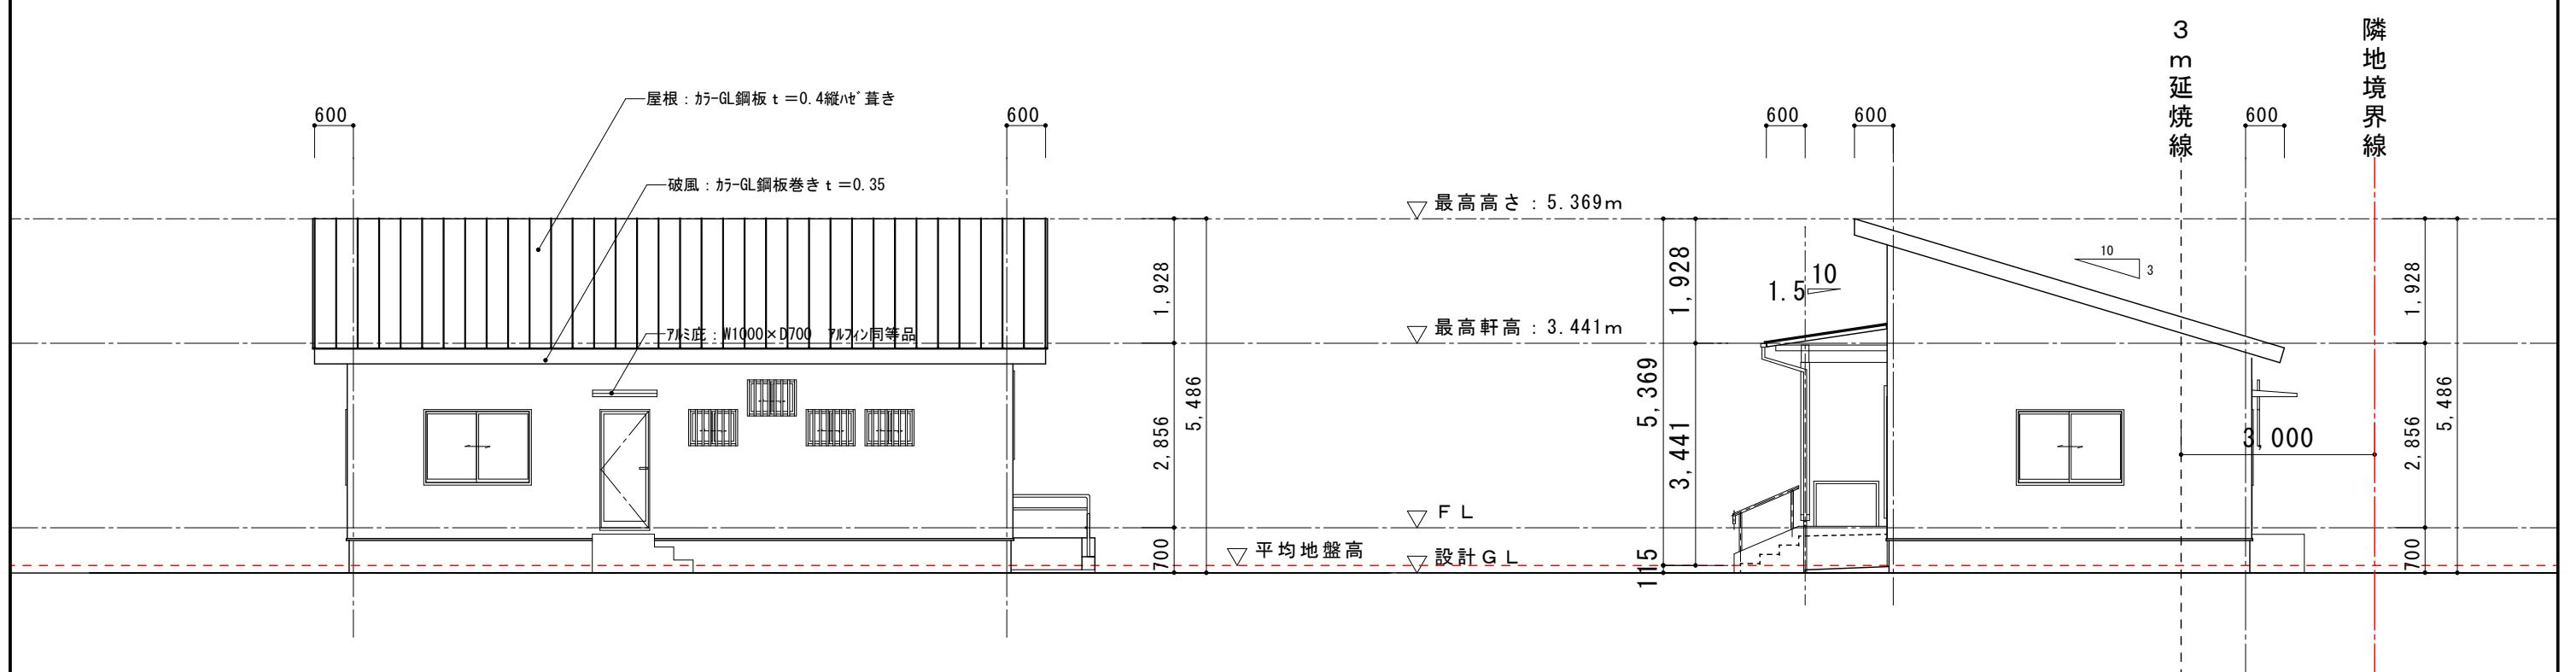 600
屋根：ｶﾗｰGL鋼板ｔ＝0.4縦ﾊｾﾞ葺き
600
破風：ｶﾗｰGL鋼板巻きｔ＝0.35
ｱﾙﾐ庇：W1000×D700　ｱﾙﾌｨﾝ同等品
1,928
2,856
700
5,486
最高高さ：5.369ｍ
最高軒高：3.441ｍ
ＦＬ
平均地盤高
設計ＧＬ
600
600
600
３ｍ延焼線
隣地境界線
1,928
5,369
3,441
115
10
1.5
10
3
3,000
1,928
2,856
700
5,486